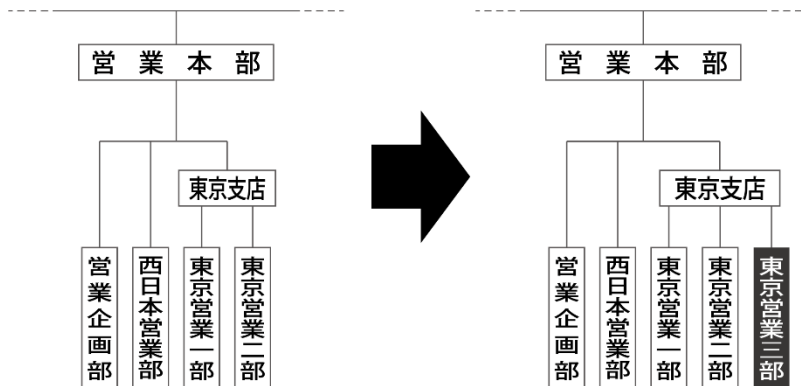 営業本部
東京支店
営業企画部
西日本営業部
東京営業一部
東京営業二部
営業本部
東京支店
営業企画部
西日本営業部
東京営業一部
東京営業二部
東京営業三部